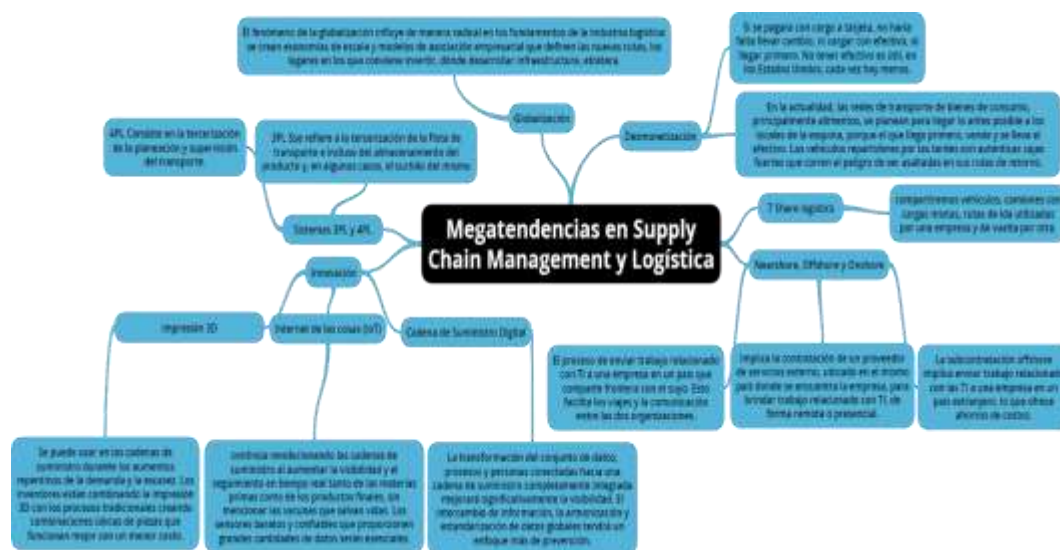 El fenómeno de la globalización influye de manera radical en los fundamentos de la industria logística:
se crean economías de escala y modelos de asociación empresarial que definen las nuevas rutas, los
lugares en los que conviene invertir, dónde desarrollar infraestructura, etcétera.
Si se pagara con cargo a tarjeta, no haría
falta llevar cambio, ni cargar con efectivo, ni
llegar primero. No tener efectivo es útil, en
los Estados Unidos, cada vez hay menos.
Globalización
Desmonetización
En la actualidad, las redes de transporte de bienes de consumo,
principalmente alimentos, se planean para llegar lo antes posible a los
locales de la esquina, porque el que llega primero, vende y se lleva el
efectivo. Los vehículos repartidores por las tardes son auténticas cajas
fuertes que corren el peligro de ser asaltadas en sus rutas de retorno.
4PL Consiste en la tercerización
de la planeación y supervisión
del transporte.
3PL Sue refiere a la tercerización de la flota de
transporte e incluso del almacenamiento del
producto y, en algunos casos, el surtido del mismo
Sistemas 3PL y 4PL
Megatendencias en Supply
Chain Management y Logística
7 Share logístics
compartiremos vehículos, camiones con
cargas mixtas, rutas de ida utilizadas
por una empresa y de vuelta por otra.
Nearshore, Offshore y Onshore
Innovación
Impresión 3D
Internet de las cosas (IoT)
Cadena de Suministro Digital
El proceso de enviar trabajo relacionado
con TI a una empresa en un país que
comparte frontera con el suyo. Esto
facilita los viajes y la comunicación
entre las dos organizaciones.
Implica la contratación de un proveedor
de servicios externo, ubicado en el mismo
país donde se encuentra la empresa, para
brindar trabajo relacionado con TI, de
forma remota o presencial.
La subcontratación offshore
implica enviar trabajo relacionado
con las TI a una empresa en un
país extranjero, lo que ofrece
ahorros de costos.
Se puede usar en las cadenas de
suministro durante los aumentos
repentinos de la demanda y la escasez. Los
inventores están combinando la impresión
3D con los procesos tradicionales creando
combinaciones únicas de piezas que
funcionan mejor con un menor costo.
continúa revolucionando las cadenas de
suministro al aumentar la visibilidad y el
seguimiento en tiempo real tanto de las materias
primas como de los productos finales, sin
mencionar las vacunas que salvan vidas. Los
sensores baratos y confiables que proporcionen
grandes cantidades de datos serán esenciales.
La transformación del conjunto de datos,
procesos y personas conectadas hacia una
cadena de suministro completamente integrada
mejorará significativamente la visibilidad. El
intercambio de información, la armonización y
estandarización de datos globales tendrá un
enfoque más de prevención.